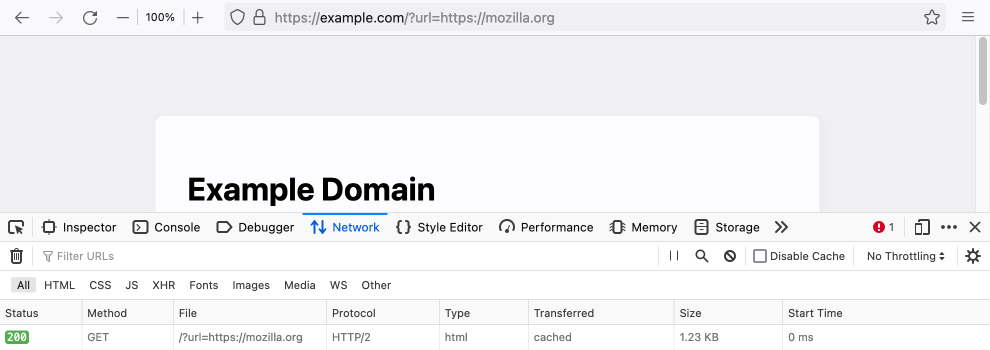 100% https://example.com/?url=https://mozilla.org
Example Domain
Inspector Console Debugger Network Style Editor Performance Memory Storage 1
Filter URLs Disable Cache No Throttling
All HTML CSS JS XHR Fonts Images Media WS Other
Status Method File Protocol Type Transferred Size Start Time
200 GET /?url=https://mozilla.org HTTP/2 html cached 1.23 KB 0 ms